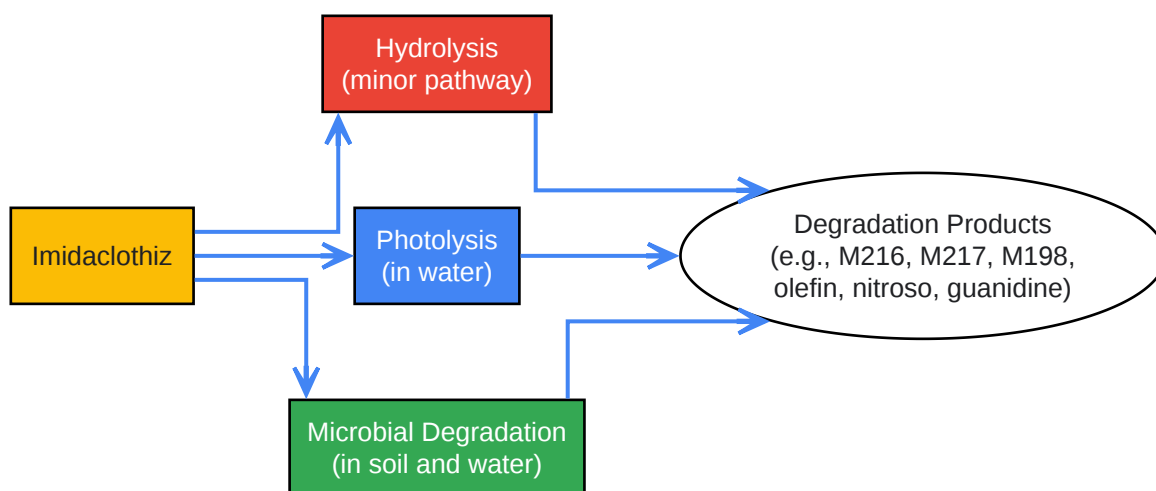 Hydrolysis
(minor pathway)
Imidaclothiz
Photolysis
(in water)
Degradation Products
(e.g., M216, M217, M198,
olefin, nitroso, guanidine)
Microbial Degradation
(in soil and water)